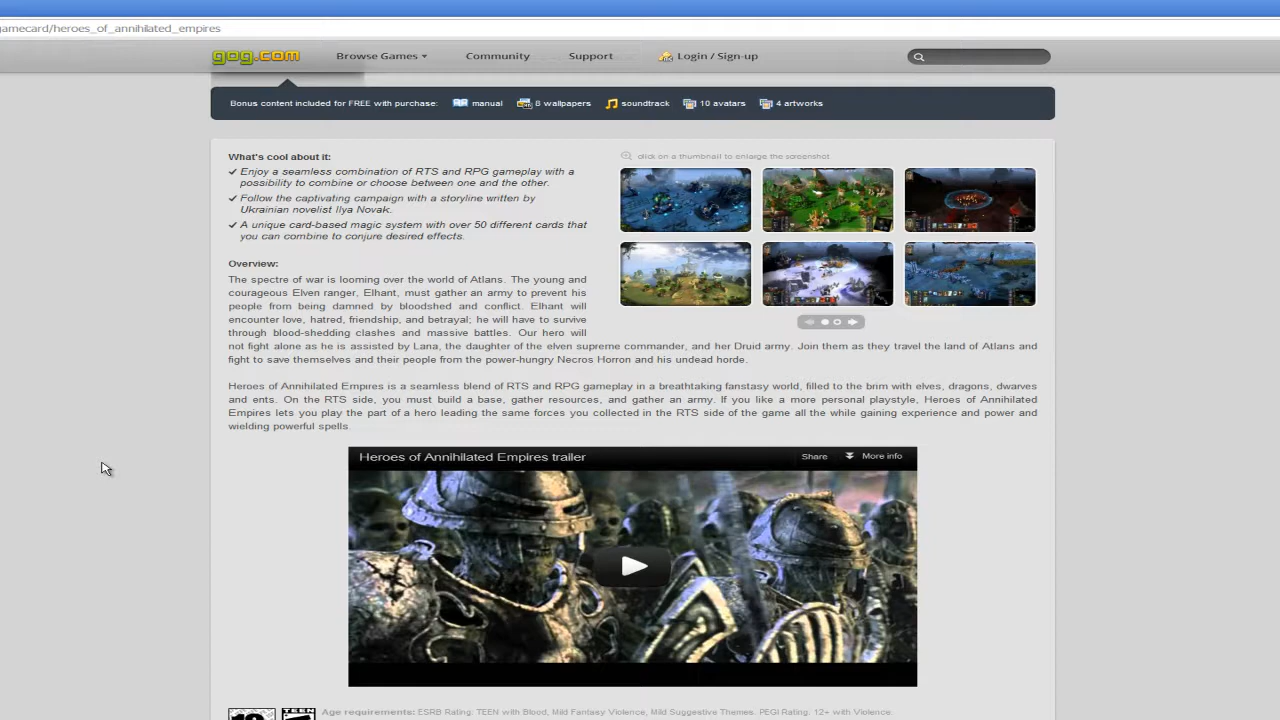 gamecard/heroes_of_annihilated_empires
gog.com Browse Games Community Support Login / Sign-up
Bonus content included for FREE with purchase: manual 8 wallpapers soundtrack 10 avatars 4 artworks
What's cool about it:
Enjoy a seamless combination of RTS and RPG gameplay with a
possibility to combine or choose between one and the other.
Follow the captivating campaign with a storyline written by
Ukrainian novelist Ilya Novak.
A unique card-based magic system with over 50 different cards that
you can combine to conjure desired effects.
click on a thumbnail to enlarge the screenshot
Overview:
The spectre of war is looming over the world of Atlans. The young and
courageous Elven ranger, Elhant, must gather an army to prevent his
people from being damned by bloodshed and conflict. Elhant will
encounter love, hatred, friendship, and betrayal; he will have to survive
through blood-shedding clashes and massive battles. Our hero will
not fight alone as he is assisted by Lana, the daughter of the elven supreme commander, and her Druid army. Join them as they travel the land of Atlans and
fight to save themselves and their people from the power-hungry Necros Horron and his undead horde.
Heroes of Annihilated Empires is a seamless blend of RTS and RPG gameplay in a breathtaking fanstasy world, filled to the brim with elves, dragons, dwarves
and ents. On the RTS side, you must build a base, gather resources, and gather an army. If you like a more personal playstyle, Heroes of Annihilated
Empires lets you play the part of a hero leading the same forces you collected in the RTS side of the game all the while gaining experience and power and
wielding powerful spells.
Heroes of Annihilated Empires trailer Share More info
TEEN
Age requirements: ESRB Rating: TEEN with Blood, Mild Fantasy Violence, Mild Suggestive Themes. PEGI Rating: 12+ with Violence.